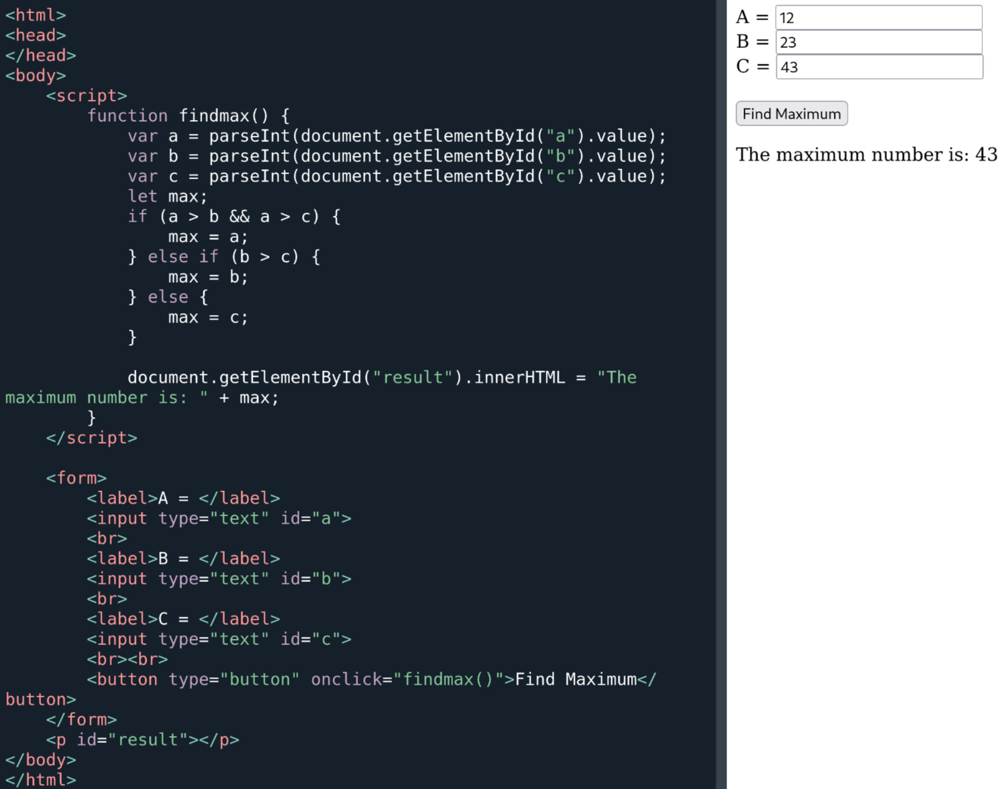 <html>
<head>
</head>
<body>
    <script>
        function findmax() {
            var a = parseInt(document.getElementById("a").value);
            var b = parseInt(document.getElementById("b").value);
            var c = parseInt(document.getElementById("c").value);
            let max;
            if (a > b && a > c) {
                max = a;
            } else if (b > c) {
                max = b;
            } else {
                max = c;
            }

            document.getElementById("result").innerHTML = "The
maximum number is: " + max;
        }
    </script>

    <form>
        <label>A = </label>
        <input type="text" id="a">
        <br>
        <label>B = </label>
        <input type="text" id="b">
        <br>
        <label>C = </label>
        <input type="text" id="c">
        <br><br>
        <button type="button" onclick="findmax()">Find Maximum</
button>
    </form>
    <p id="result"></p>
</body>
</html>
A = 12
B = 23
C = 43
Find Maximum
The maximum number is: 43